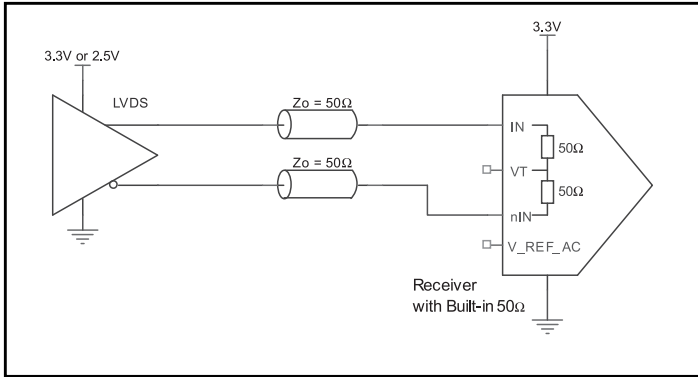 3.3V or 2.5V
LVDS
Zo = 50Ω
Zo = 50Ω
3.3V
IN
50Ω
VT
50Ω
nIN
V_REF_AC
Receiver
with Built-in 50Ω